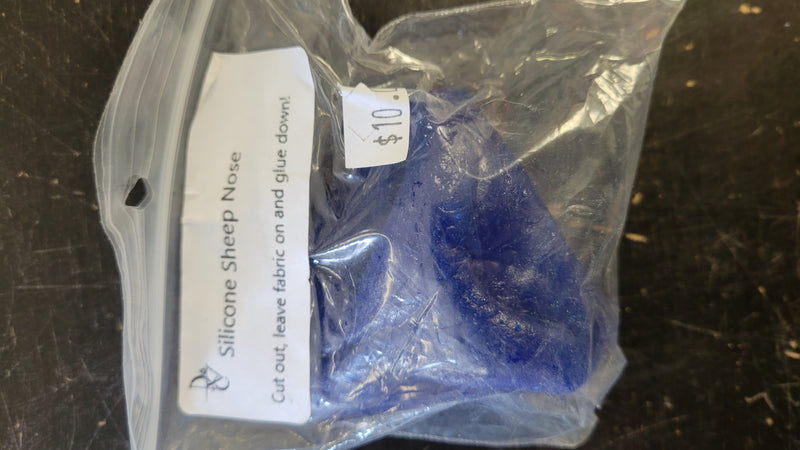 Silicone Sheep Nose
Cut out, leave fabric on and glue down!
$10.